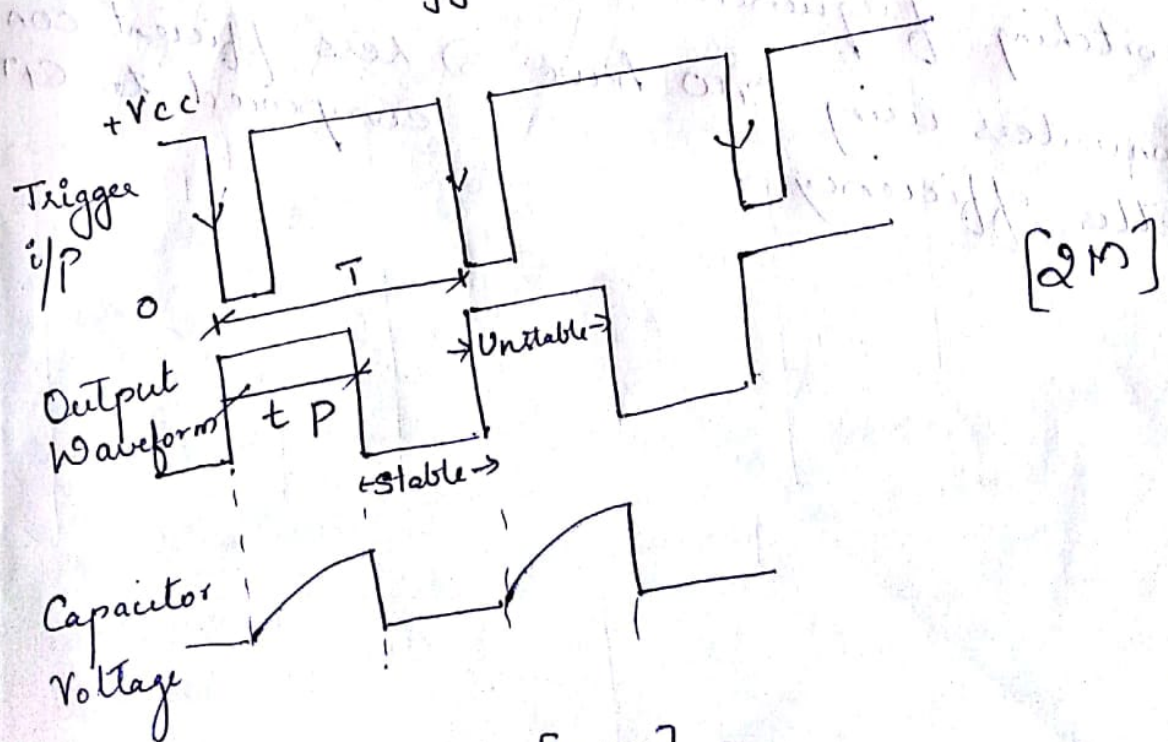 +Vcc
Trigger
i/p
0
T
[2M]
Output
Waveform
t p
Unstable
Stable
Capacitor
Voltage